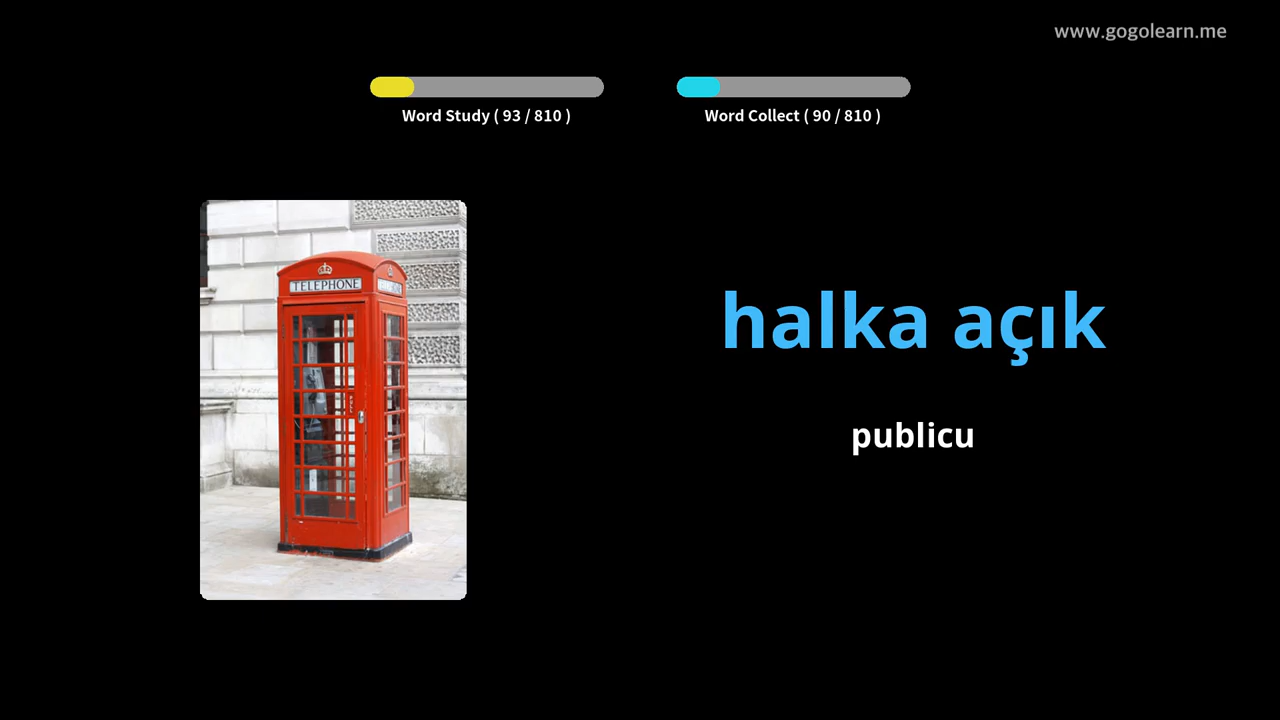 www.gogolearn.me
Word Study ( 93 / 810 )
Word Collect ( 90 / 810 )
TELEPHONE
halka açık
publicu